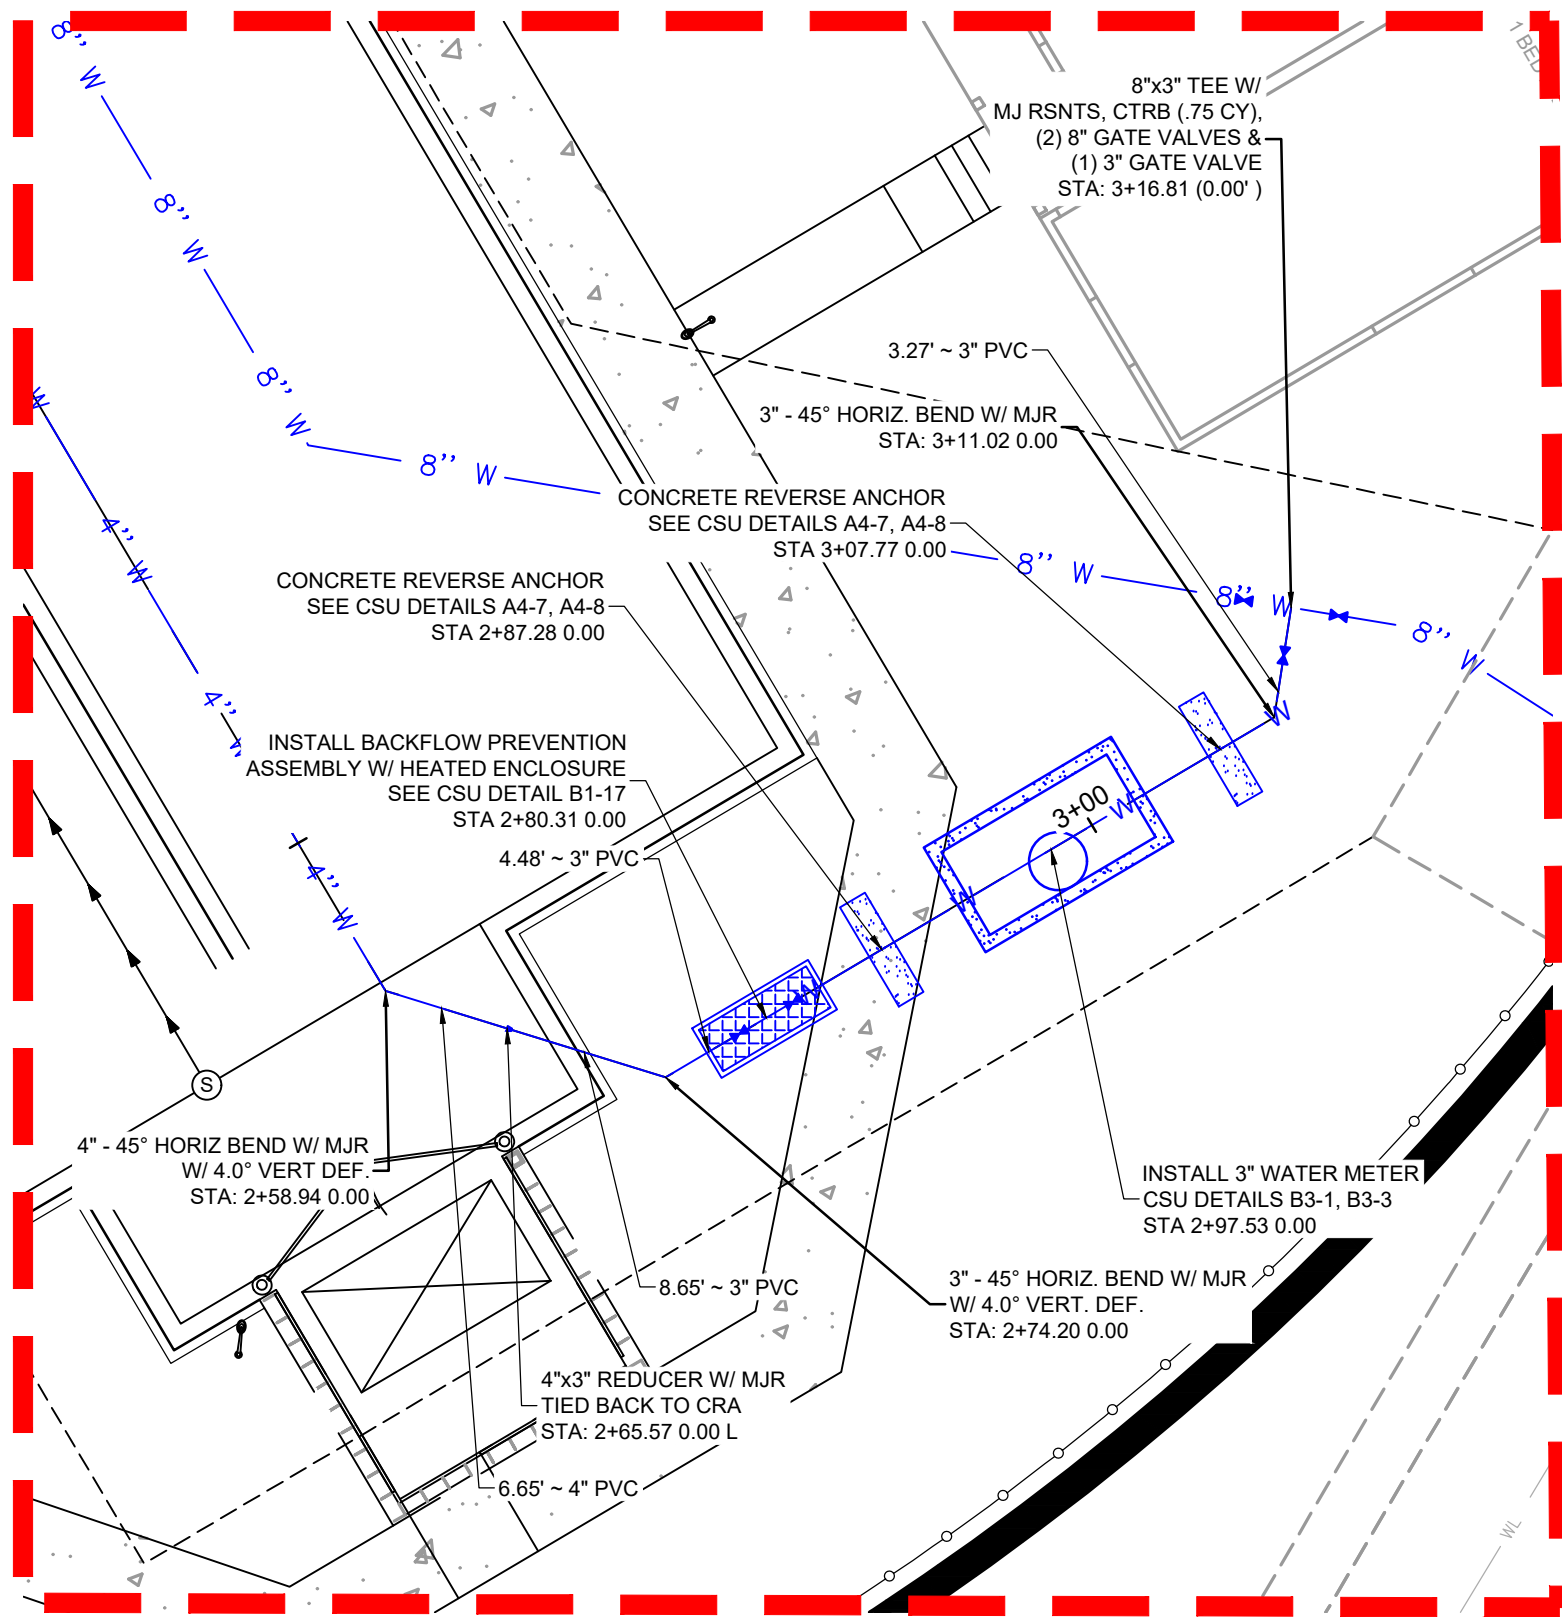 8'' W
8'' W
8'' W
8'' W
8'' W
8'' W
8'' W
1 BED
8"x3" TEE W/
MJ RSNTS, CTRB (.75 CY),
(2) 8" GATE VALVES &
(1) 3" GATE VALVE
STA: 3+16.81 (0.00' )
3.27' ~ 3" PVC
3" - 45° HORIZ. BEND W/ MJR
STA: 3+11.02 0.00
CONCRETE REVERSE ANCHOR
SEE CSU DETAILS A4-7, A4-8
STA 3+07.77 0.00
CONCRETE REVERSE ANCHOR
SEE CSU DETAILS A4-7, A4-8
STA 2+87.28 0.00
INSTALL BACKFLOW PREVENTION
ASSEMBLY W/ HEATED ENCLOSURE
SEE CSU DETAIL B1-17
STA 2+80.31 0.00
4.48' ~ 3" PVC
W
4'' W
4'' W
4'' W
3+00
W
W
W
W
S
4" - 45° HORIZ BEND W/ MJR
W/ 4.0° VERT DEF.
STA: 2+58.94 0.00
INSTALL 3" WATER METER
CSU DETAILS B3-1, B3-3
STA 2+97.53 0.00
8.65' ~ 3" PVC
3" - 45° HORIZ. BEND W/ MJR
W/ 4.0° VERT. DEF.
STA: 2+74.20 0.00
4"x3" REDUCER W/ MJR
TIED BACK TO CRA
STA: 2+65.57 0.00 L
6.65' ~ 4" PVC
WL